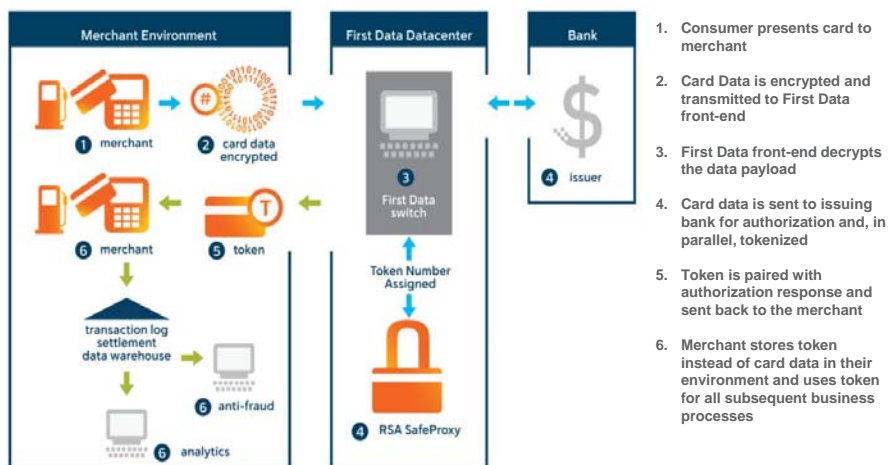 Merchant Environment
First Data Datacenter
Bank
1 merchant
#
2 card data
encrypted
3
First Data
switch
4 issuer
6 merchant
T
5 token
Token Number
Assigned
transaction log
settlement
data warehouse
6 anti-fraud
6 analytics
4 RSA SafeProxy
1. Consumer presents card to
merchant
2. Card Data is encrypted and
transmitted to First Data
front-end
3. First Data front-end decrypts
the data payload
4. Card data is sent to issuing
bank for authorization and, in
parallel, tokenized
5. Token is paired with
authorization response and
sent back to the merchant
6. Merchant stores token
instead of card data in their
environment and uses token
for all subsequent business
processes